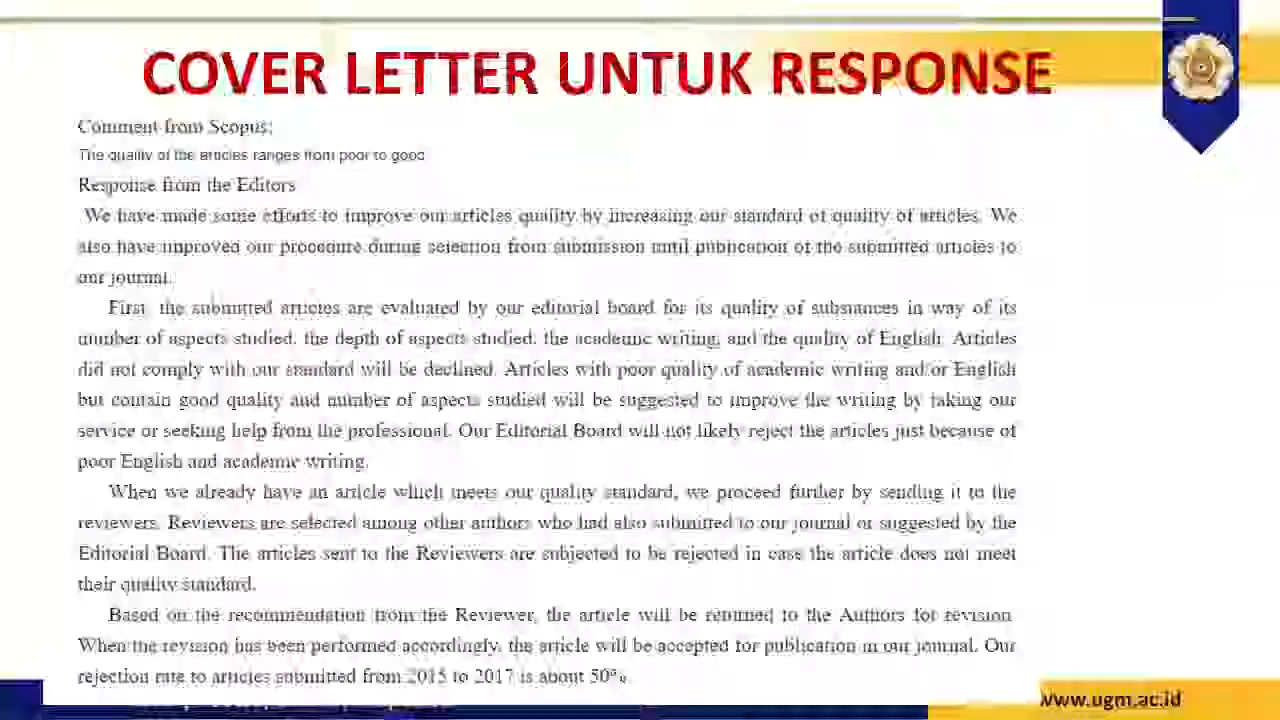 COVER LETTER UNTUK RESPONSE
Comment from Scopus:
The quality of the articles ranges from poor to good
Response from the Editors
We have made some efforts to improve our articles quality by increasing our standard of quality of articles. We
also have improved our procedure during selection from submission until publication of the submitted articles to
our journal.
First, the submitted articles are evaluated by our editorial board for its quality of substances in way of its
number of aspects studied, the depth of aspects studied, the academic writing, and the quality of English. Articles
did not comply with our standard will be declined. Articles with poor quality of academic writing and/or English
but contain good quality and number of aspects studied will be suggested to improve the writing by taking our
service or seeking help from the professional. Our Editorial Board will not likely reject the articles just because of
poor English and academic writing.
When we already have an article which meets our quality standard, we proceed further by sending it to the
reviewers. Reviewers are selected among other authors who had also submitted to our journal or suggested by the
Editorial Board. The articles sent to the Reviewers are subjected to be rejected in case the article does not meet
their quality standard.
Based on the recommendation from the Reviewer, the article will be returned to the Authors for revision.
When the revision has been performed accordingly, the article will be accepted for publication in our journal. Our
rejection rate to articles submitted from 2015 to 2017 is about 50%.
www.ugm.ac.id